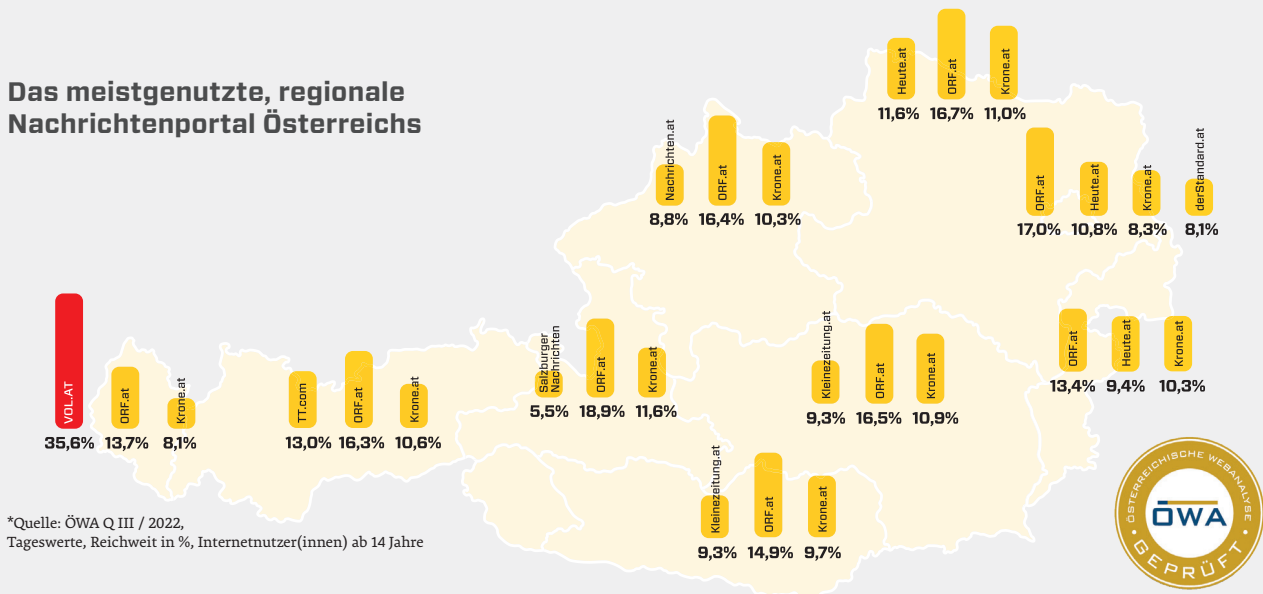 Das meistgenutzte, regionale
Nachrichtenportal Österreichs
Heute.at
ORF.at
Krone.at
11,6% 16,7% 11,0%
Nachrichten.at
ORF.at
Krone.at
8,8% 16,4% 10,3%
ORF.at
Heute.at
Krone.at
derStandard.at
17,0% 10,8% 8,3% 8,1%
VOL.AT
ORF.at
Krone.at
35,6% 13,7% 8,1%
TT.com
ORF.at
Krone.at
13,0% 16,3% 10,6%
Salzburger
Nachrichten
ORF.at
Krone.at
5,5% 18,9% 11,6%
Kleinezeitung.at
ORF.at
Krone.at
9,3% 16,5% 10,9%
ORF.at
Heute.at
Krone.at
13,4% 9,4% 10,3%
Kleinezeitung.at
ORF.at
Krone.at
9,3% 14,9% 9,7%
*Quelle: ÖWA Q III / 2022,
Tageswerte, Reichweit in %, Internetnutzer(innen) ab 14 Jahre
ÖSTERREICHISCHE WEBANALYSE
ÖWA
GEPRÜFT